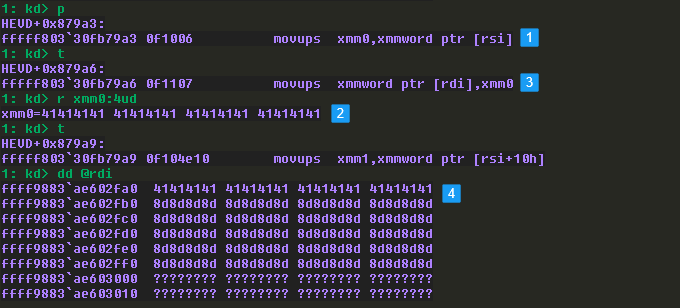 1: kd> p
HEVD+0x879a3:
fffff803`30fb79a3 0f1006          movups  xmm0,xmmword ptr [rsi] 1
1: kd> t
HEVD+0x879a6:
fffff803`30fb79a6 0f1107          movups  xmmword ptr [rdi],xmm0 3
1: kd> r xmm0:4ud
xmm0=41414141 41414141 41414141 41414141 2
1: kd> t
HEVD+0x879a9:
fffff803`30fb79a9 0f104e10        movups  xmm1,xmmword ptr [rsi+10h]
1: kd> dd @rdi
ffff9883`ae602fa0  41414141 41414141 41414141 41414141 4
ffff9883`ae602fb0  8d8d8d8d 8d8d8d8d 8d8d8d8d 8d8d8d8d
ffff9883`ae602fc0  8d8d8d8d 8d8d8d8d 8d8d8d8d 8d8d8d8d
ffff9883`ae602fd0  8d8d8d8d 8d8d8d8d 8d8d8d8d 8d8d8d8d
ffff9883`ae602fe0  8d8d8d8d 8d8d8d8d 8d8d8d8d 8d8d8d8d
ffff9883`ae602ff0  8d8d8d8d 8d8d8d8d 8d8d8d8d 8d8d8d8d
ffff9883`ae603000  ???????? ???????? ???????? ????????
ffff9883`ae603010  ???????? ???????? ???????? ????????